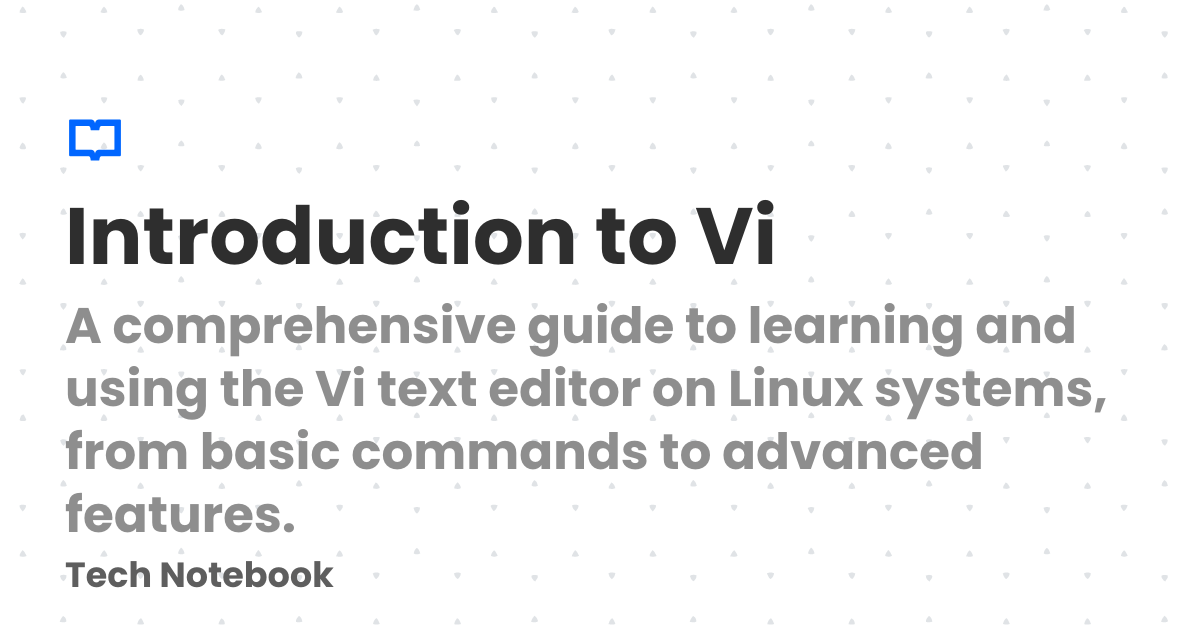 Introduction to Vi
A comprehensive guide to learning and
using the Vi text editor on Linux systems,
from basic commands to advanced
features.
Tech Notebook